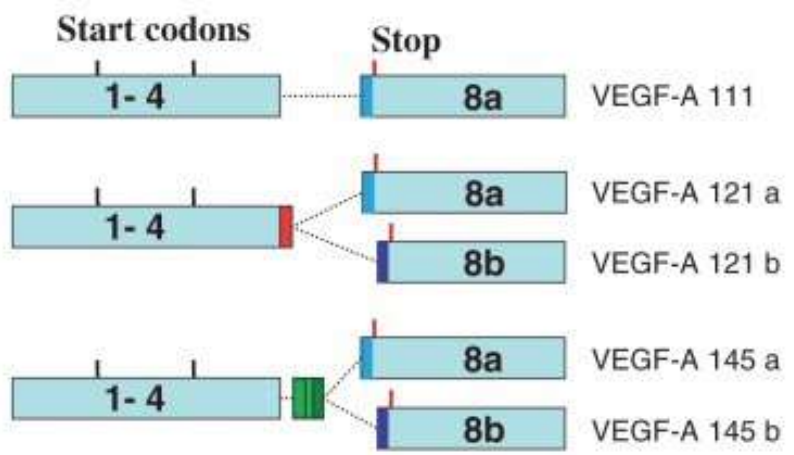 Start codons
Stop
1- 4 8a VEGF-A 111
8a VEGF-A 121 a
1- 4
8b VEGF-A 121 b
8a VEGF-A 145 a
1- 4
8b VEGF-A 145 b